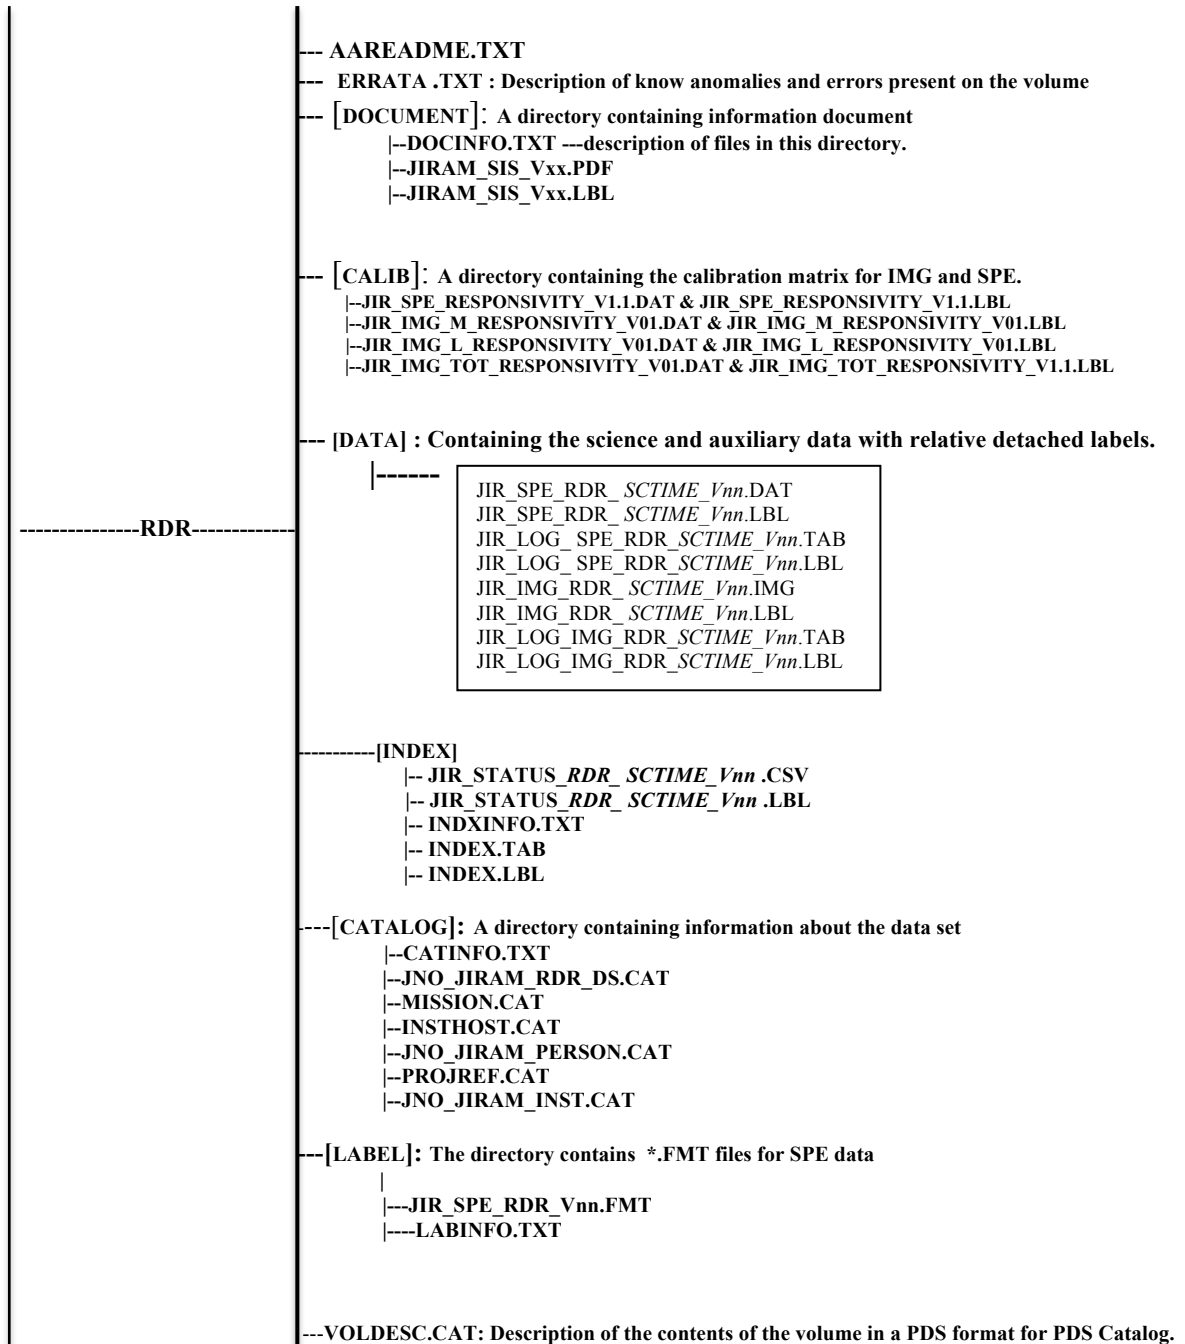 --- AAREADME.TXT
--- ERRATA .TXT : Description of know anomalies and errors present on the volume
--- [DOCUMENT]: A directory containing information document
|--DOCINFO.TXT ---description of files in this directory.
|--JIRAM_SIS_Vxx.PDF
|--JIRAM_SIS_Vxx.LBL
--- [CALIB]: A directory containing the calibration matrix for IMG and SPE.
|--JIR_SPE_RESPONSIVITY_V1.1.DAT & JIR_SPE_RESPONSIVITY_V1.1.LBL
|--JIR_IMG_M_RESPONSIVITY_V01.DAT & JIR_IMG_M_RESPONSIVITY_V01.LBL
|--JIR_IMG_L_RESPONSIVITY_V01.DAT & JIR_IMG_L_RESPONSIVITY_V01.LBL
|--JIR_IMG_TOT_RESPONSIVITY_V01.DAT & JIR_IMG_TOT_RESPONSIVITY_V1.1.LBL
--- [DATA] : Containing the science and auxiliary data with relative detached labels.
|------
JIR_SPE_RDR_ SCTIME_Vnn.DAT
JIR_SPE_RDR_ SCTIME_Vnn.LBL
JIR_LOG_ SPE_RDR_SCTIME_Vnn.TAB
JIR_LOG_ SPE_RDR_SCTIME_Vnn.LBL
JIR_IMG_RDR_ SCTIME_Vnn.IMG
JIR_IMG_RDR_ SCTIME_Vnn.LBL
JIR_LOG_IMG_RDR_SCTIME_Vnn.TAB
JIR_LOG_IMG_RDR_SCTIME_Vnn.LBL
---------------RDR-------------
-----------[INDEX]
|-- JIR_STATUS_RDR_ SCTIME_Vnn .CSV
|-- JIR_STATUS_RDR_ SCTIME_Vnn .LBL
|-- INDXINFO.TXT
|-- INDEX.TAB
|-- INDEX.LBL
----[CATALOG]: A directory containing information about the data set
|--CATINFO.TXT
|--JNO_JIRAM_RDR_DS.CAT
|--MISSION.CAT
|--INSTHOST.CAT
|--JNO_JIRAM_PERSON.CAT
|--PROJREF.CAT
|--JNO_JIRAM_INST.CAT
---[LABEL]: The directory contains *.FMT files for SPE data
|
|---JIR_SPE_RDR_Vnn.FMT
|----LABINFO.TXT
---VOLDESC.CAT: Description of the contents of the volume in a PDS format for PDS Catalog.